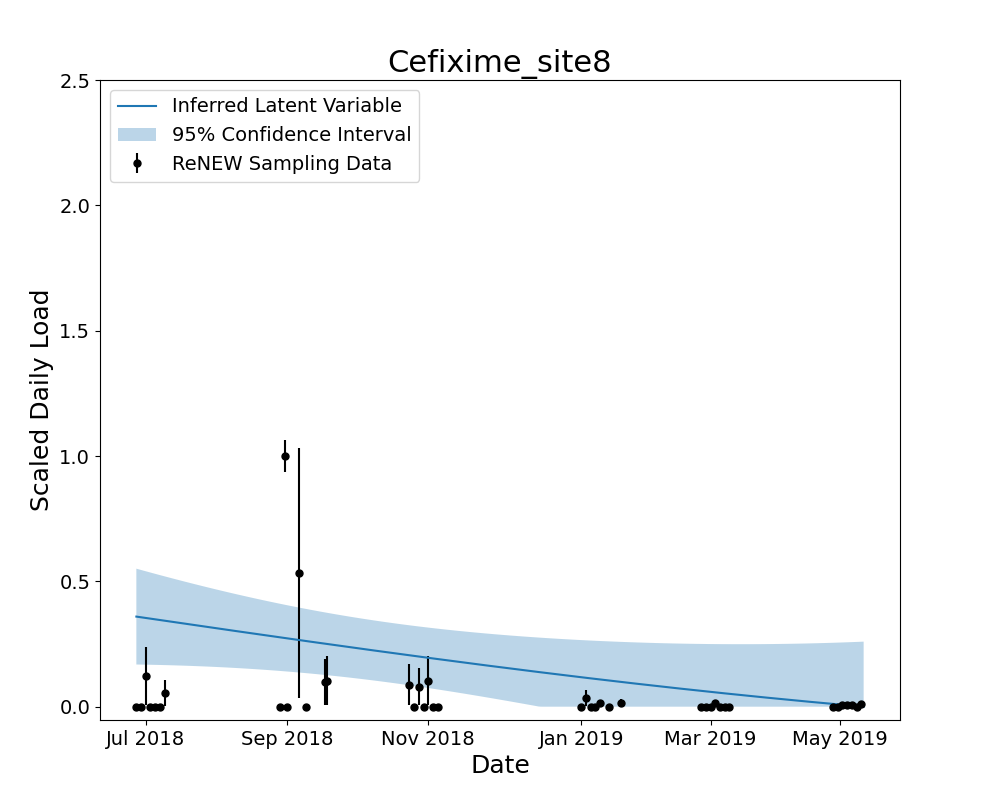 Cefixime_site8
Inferred Latent Variable
95% Confidence Interval
ReNEW Sampling Data
Scaled Daily Load
2.5
2.0
1.5
1.0
0.5
0.0
Jul 2018 Sep 2018 Nov 2018 Jan 2019 Mar 2019 May 2019
Date